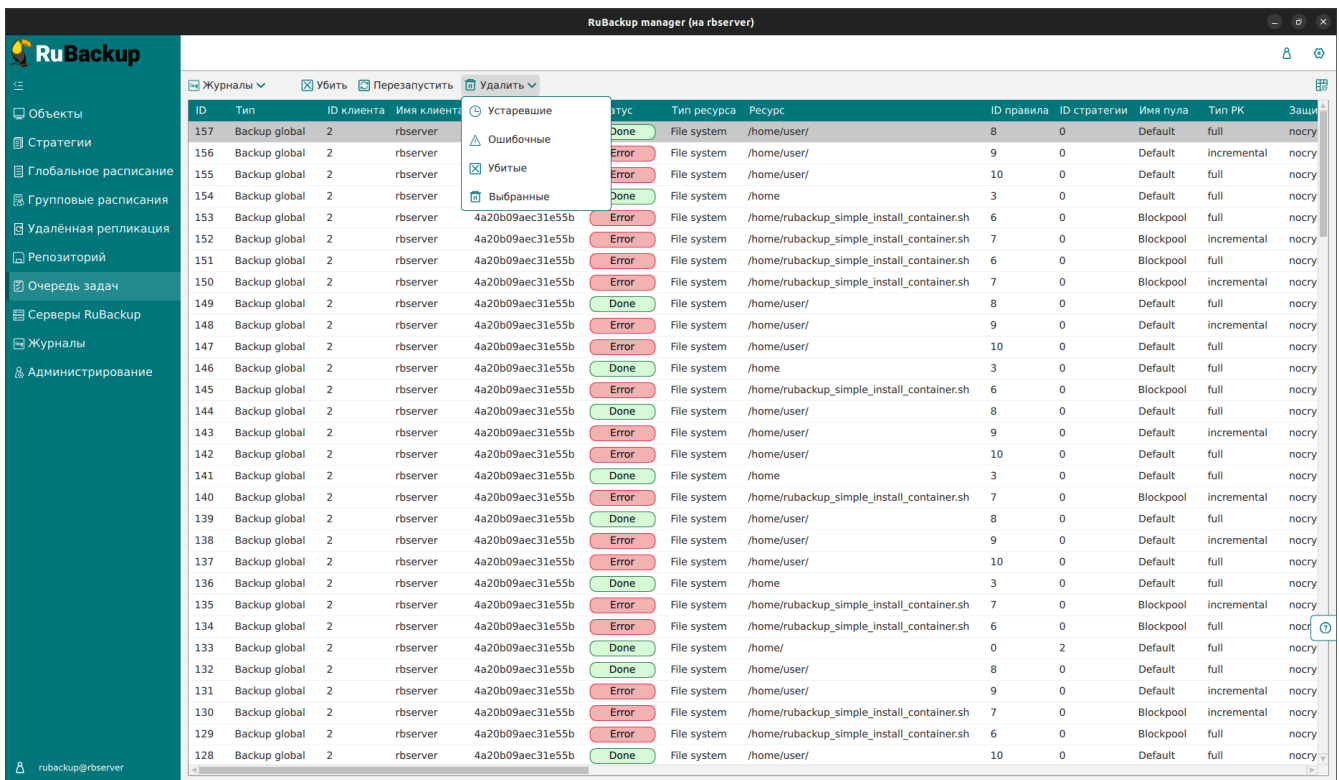 RuBackup manager (на rbserver)
RuBackup
Журналы Убить Перезапустить Удалить
Объекты
Стратегии
Глобальное расписание
Групповые расписания
Удалённая репликация
Репозиторий
Очередь задач
Серверы RuBackup
Журналы
Администрирование
rubackup@rbserver
Устаревшие
Ошибочные
Убитые
Выбранные
ID Тип ID клиента Имя клиента Тип ресурса Ресурс ID правила ID стратегии Имя пула Тип РК
157 Backup global 2 rbserver Done File system /home/user/ 8 0 Default full nocry
156 Backup global 2 rbserver Error File system /home/user/ 9 0 Default incremental nocry
155 Backup global 2 rbserver Error File system /home/user/ 10 0 Default full nocry
154 Backup global 2 rbserver Done File system /home 3 0 Default full nocry
153 Backup global 2 rbserver 4a20b09aec31e55b Error File system /home/rubackup_simple_install_container.sh 6 0 Blockpool full nocry
152 Backup global 2 rbserver 4a20b09aec31e55b Error File system /home/rubackup_simple_install_container.sh 7 0 Blockpool incremental nocry
151 Backup global 2 rbserver 4a20b09aec31e55b Error File system /home/rubackup_simple_install_container.sh 6 0 Blockpool full nocry
150 Backup global 2 rbserver 4a20b09aec31e55b Error File system /home/rubackup_simple_install_container.sh 7 0 Blockpool incremental nocry
149 Backup global 2 rbserver 4a20b09aec31e55b Done File system /home/user/ 8 0 Default full nocry
148 Backup global 2 rbserver 4a20b09aec31e55b Error File system /home/user/ 9 0 Default incremental nocry
147 Backup global 2 rbserver 4a20b09aec31e55b Error File system /home/user/ 10 0 Default full nocry
146 Backup global 2 rbserver 4a20b09aec31e55b Done File system /home 3 0 Default full nocry
145 Backup global 2 rbserver 4a20b09aec31e55b Error File system /home/rubackup_simple_install_container.sh 6 0 Blockpool full nocry
144 Backup global 2 rbserver 4a20b09aec31e55b Done File system /home/user/ 8 0 Default full nocry
143 Backup global 2 rbserver 4a20b09aec31e55b Error File system /home/user/ 9 0 Default incremental nocry
142 Backup global 2 rbserver 4a20b09aec31e55b Error File system /home/user/ 10 0 Default full nocry
141 Backup global 2 rbserver 4a20b09aec31e55b Done File system /home 3 0 Default full nocry
140 Backup global 2 rbserver 4a20b09aec31e55b Error File system /home/rubackup_simple_install_container.sh 7 0 Blockpool incremental nocry
139 Backup global 2 rbserver 4a20b09aec31e55b Done File system /home/user/ 8 0 Default full nocry
138 Backup global 2 rbserver 4a20b09aec31e55b Error File system /home/user/ 9 0 Default incremental nocry
137 Backup global 2 rbserver 4a20b09aec31e55b Error File system /home/user/ 10 0 Default full nocry
136 Backup global 2 rbserver 4a20b09aec31e55b Done File system /home 3 0 Default full nocry
135 Backup global 2 rbserver 4a20b09aec31e55b Error File system /home/rubackup_simple_install_container.sh 7 0 Blockpool incremental nocry
134 Backup global 2 rbserver 4a20b09aec31e55b Error File system /home/rubackup_simple_install_container.sh 6 0 Blockpool full
133 Backup global 2 rbserver 4a20b09aec31e55b Done File system /home/ 0 2 Default full nocry
132 Backup global 2 rbserver 4a20b09aec31e55b Done File system /home/user/ 8 0 Default full nocry
131 Backup global 2 rbserver 4a20b09aec31e55b Error File system /home/user/ 9 0 Default incremental nocry
130 Backup global 2 rbserver 4a20b09aec31e55b Error File system /home/rubackup_simple_install_container.sh 7 0 Blockpool incremental nocry
129 Backup global 2 rbserver 4a20b09aec31e55b Error File system /home/rubackup_simple_install_container.sh 6 0 Blockpool full nocry
128 Backup global 2 rbserver 4a20b09aec31e55b Done File system /home/user/ 10 0 Default full nocry